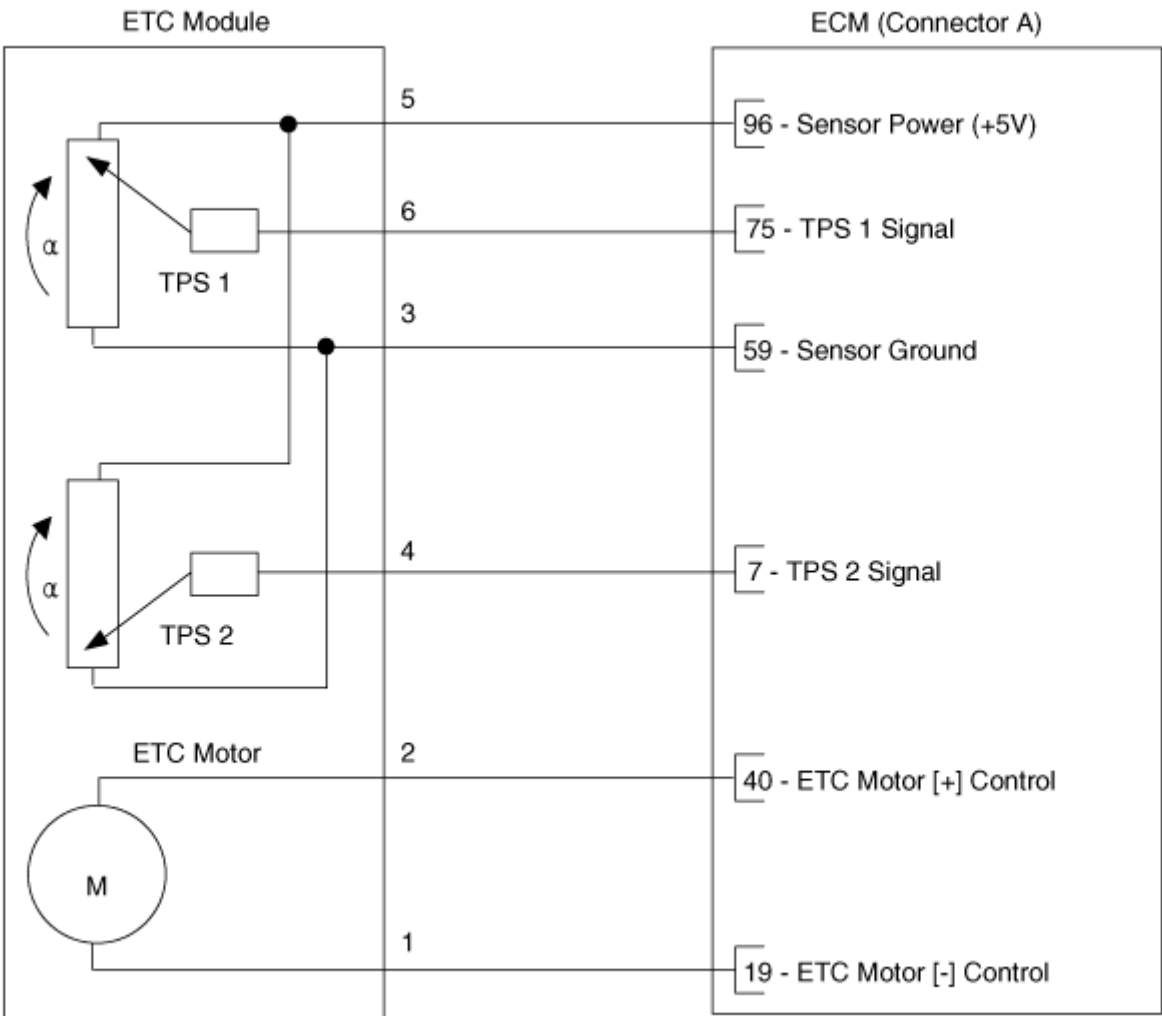 ETC Module
ECM (Connector A)
5
96 - Sensor Power (+5V)
6
75 - TPS 1 Signal
α
TPS 1
3
59 - Sensor Ground
4
7 - TPS 2 Signal
α
TPS 2
ETC Motor
2
40 - ETC Motor [+] Control
M
1
19 - ETC Motor [-] Control